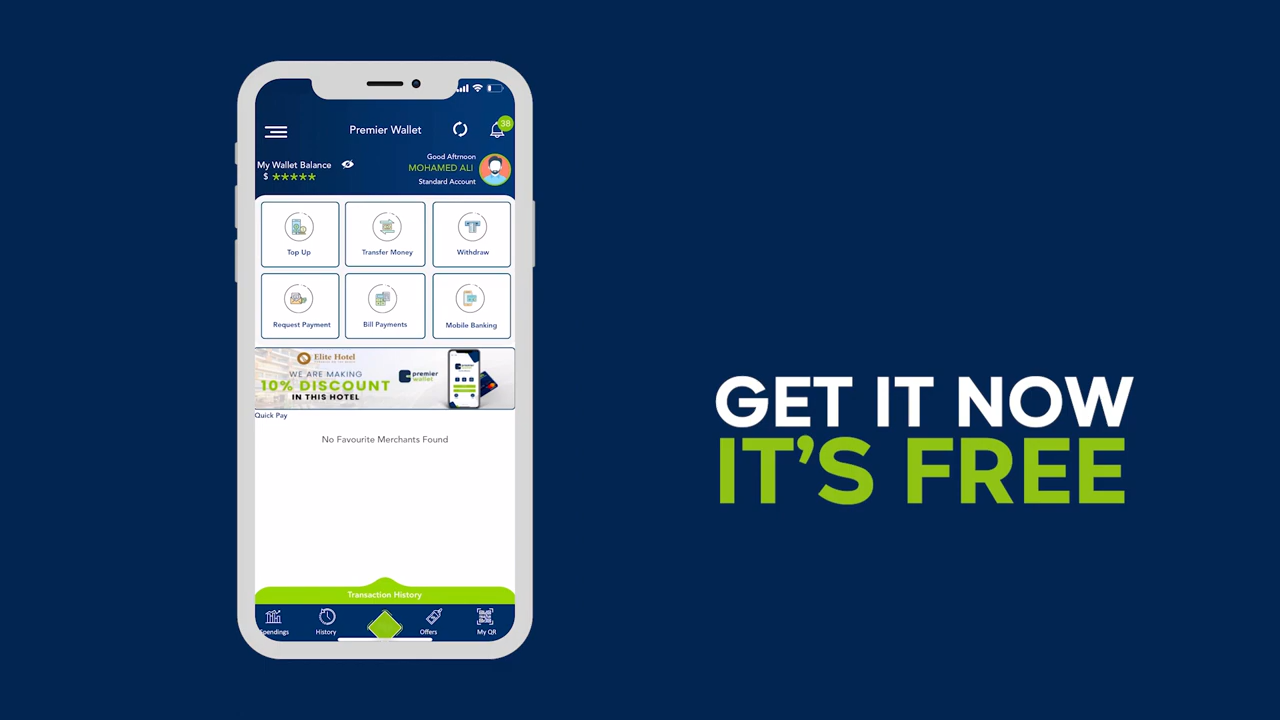 Premier Wallet
38
My Wallet Balance
$ *****
Good Aftrnoon
MOHAMED ALI
Standard Account
Top Up
Transfer Money
Withdraw
Request Payment
Bill Payments
Mobile Banking
Elite Hotel
WE ARE MAKING
10% DISCOUNT
IN THIS HOTEL
premier
wallet
Quick Pay
No Favourite Merchants Found
Transaction History
Spendings
History
Offers
My QR
GET IT NOW
IT'S FREE